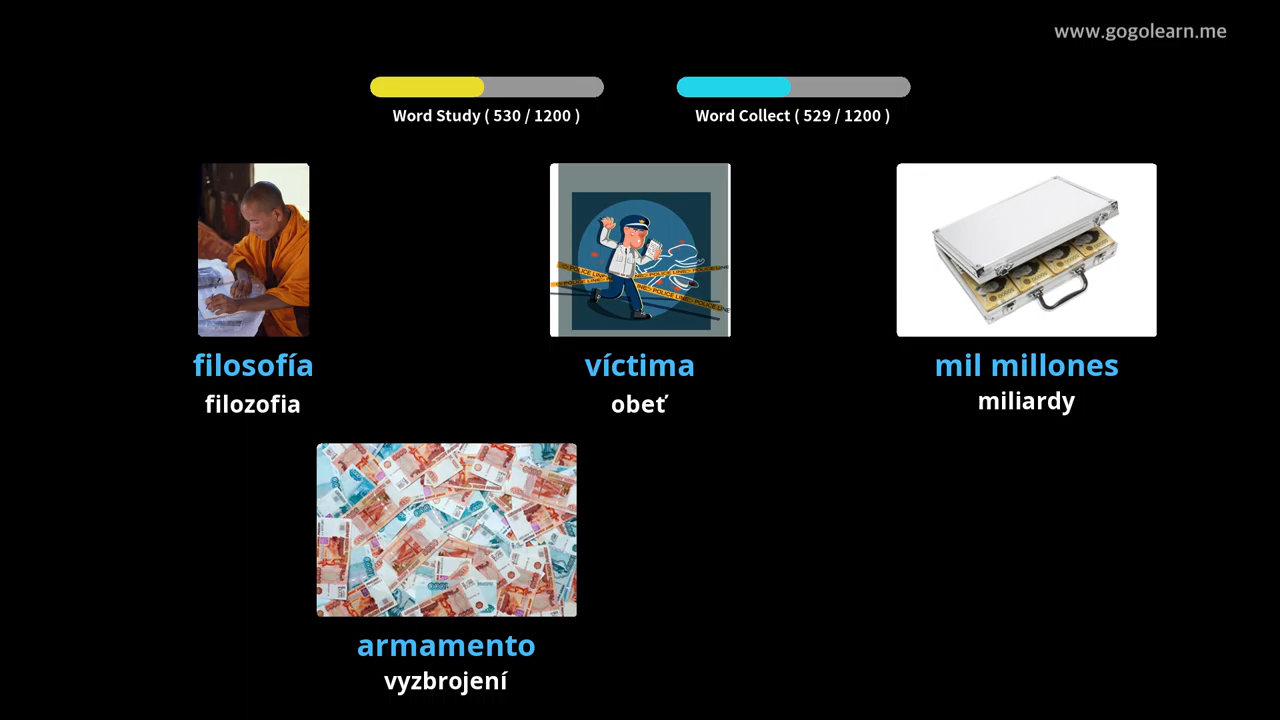 www.gogolearn.me
Word Study ( 530 / 1200 )
Word Collect ( 529 / 1200 )
filosofía
filozofia
víctima
obeť
mil millones
miliardy
armamento
vyzbrojení